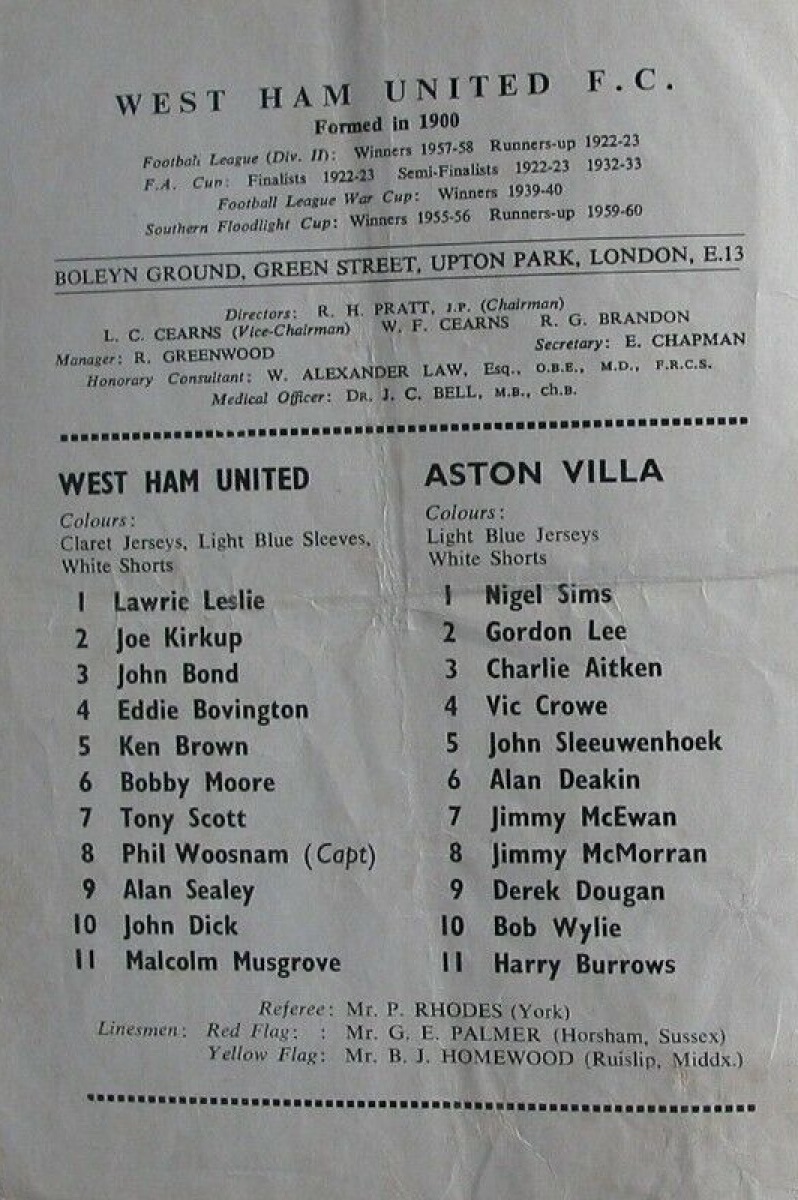 WEST HAM UNITED F.C.
Formed in 1900
Football League (Div. II): Winners 1957-58 Runners-up 1922-23
F.A. Cup: Finalists 1922-23 Semi-Finalists 1922-23 1932-33
Football League War Cup: Winners 1939-40
Southern Floodlight Cup: Winners 1955-56 Runners-up 1959-60
BOLEYN GROUND, GREEN STREET, UPTON PARK, LONDON, E.13
Directors: R. H. PRATT, J.P. (Chairman)
L. C. CEARNS (Vice-Chairman) W. F. CEARNS R. G. BRANDON
Manager: R. GREENWOOD Secretary: E. CHAPMAN
Honorary Consultant: W. ALEXANDER LAW, Esq., O.B.E., M.D., F.R.C.S.
Medical Officer: DR. J. C. BELL, M.B., Ch.B.
WEST HAM UNITED
Colours:
Claret Jerseys, Light Blue Sleeves,
White Shorts
1 Lawrie Leslie
2 Joe Kirkup
3 John Bond
4 Eddie Bovington
5 Ken Brown
6 Bobby Moore
7 Tony Scott
8 Phil Woosnam (Capt)
9 Alan Sealey
10 John Dick
11 Malcolm Musgrove
ASTON VILLA
Colours:
Light Blue Jerseys
White Shorts
1 Nigel Sims
2 Gordon Lee
3 Charlie Aitken
4 Vic Crowe
5 John Sleeuwenhoek
6 Alan Deakin
7 Jimmy McEwan
8 Jimmy McMorran
9 Derek Dougan
10 Bob Wylie
11 Harry Burrows
Referee: Mr. P. RHODES (York)
Linesmen: Red Flag: : Mr. G. E. PALMER (Horsham, Sussex)
Yellow Flag: Mr. B. J. HOMEWOOD (Ruislip, Middx.)